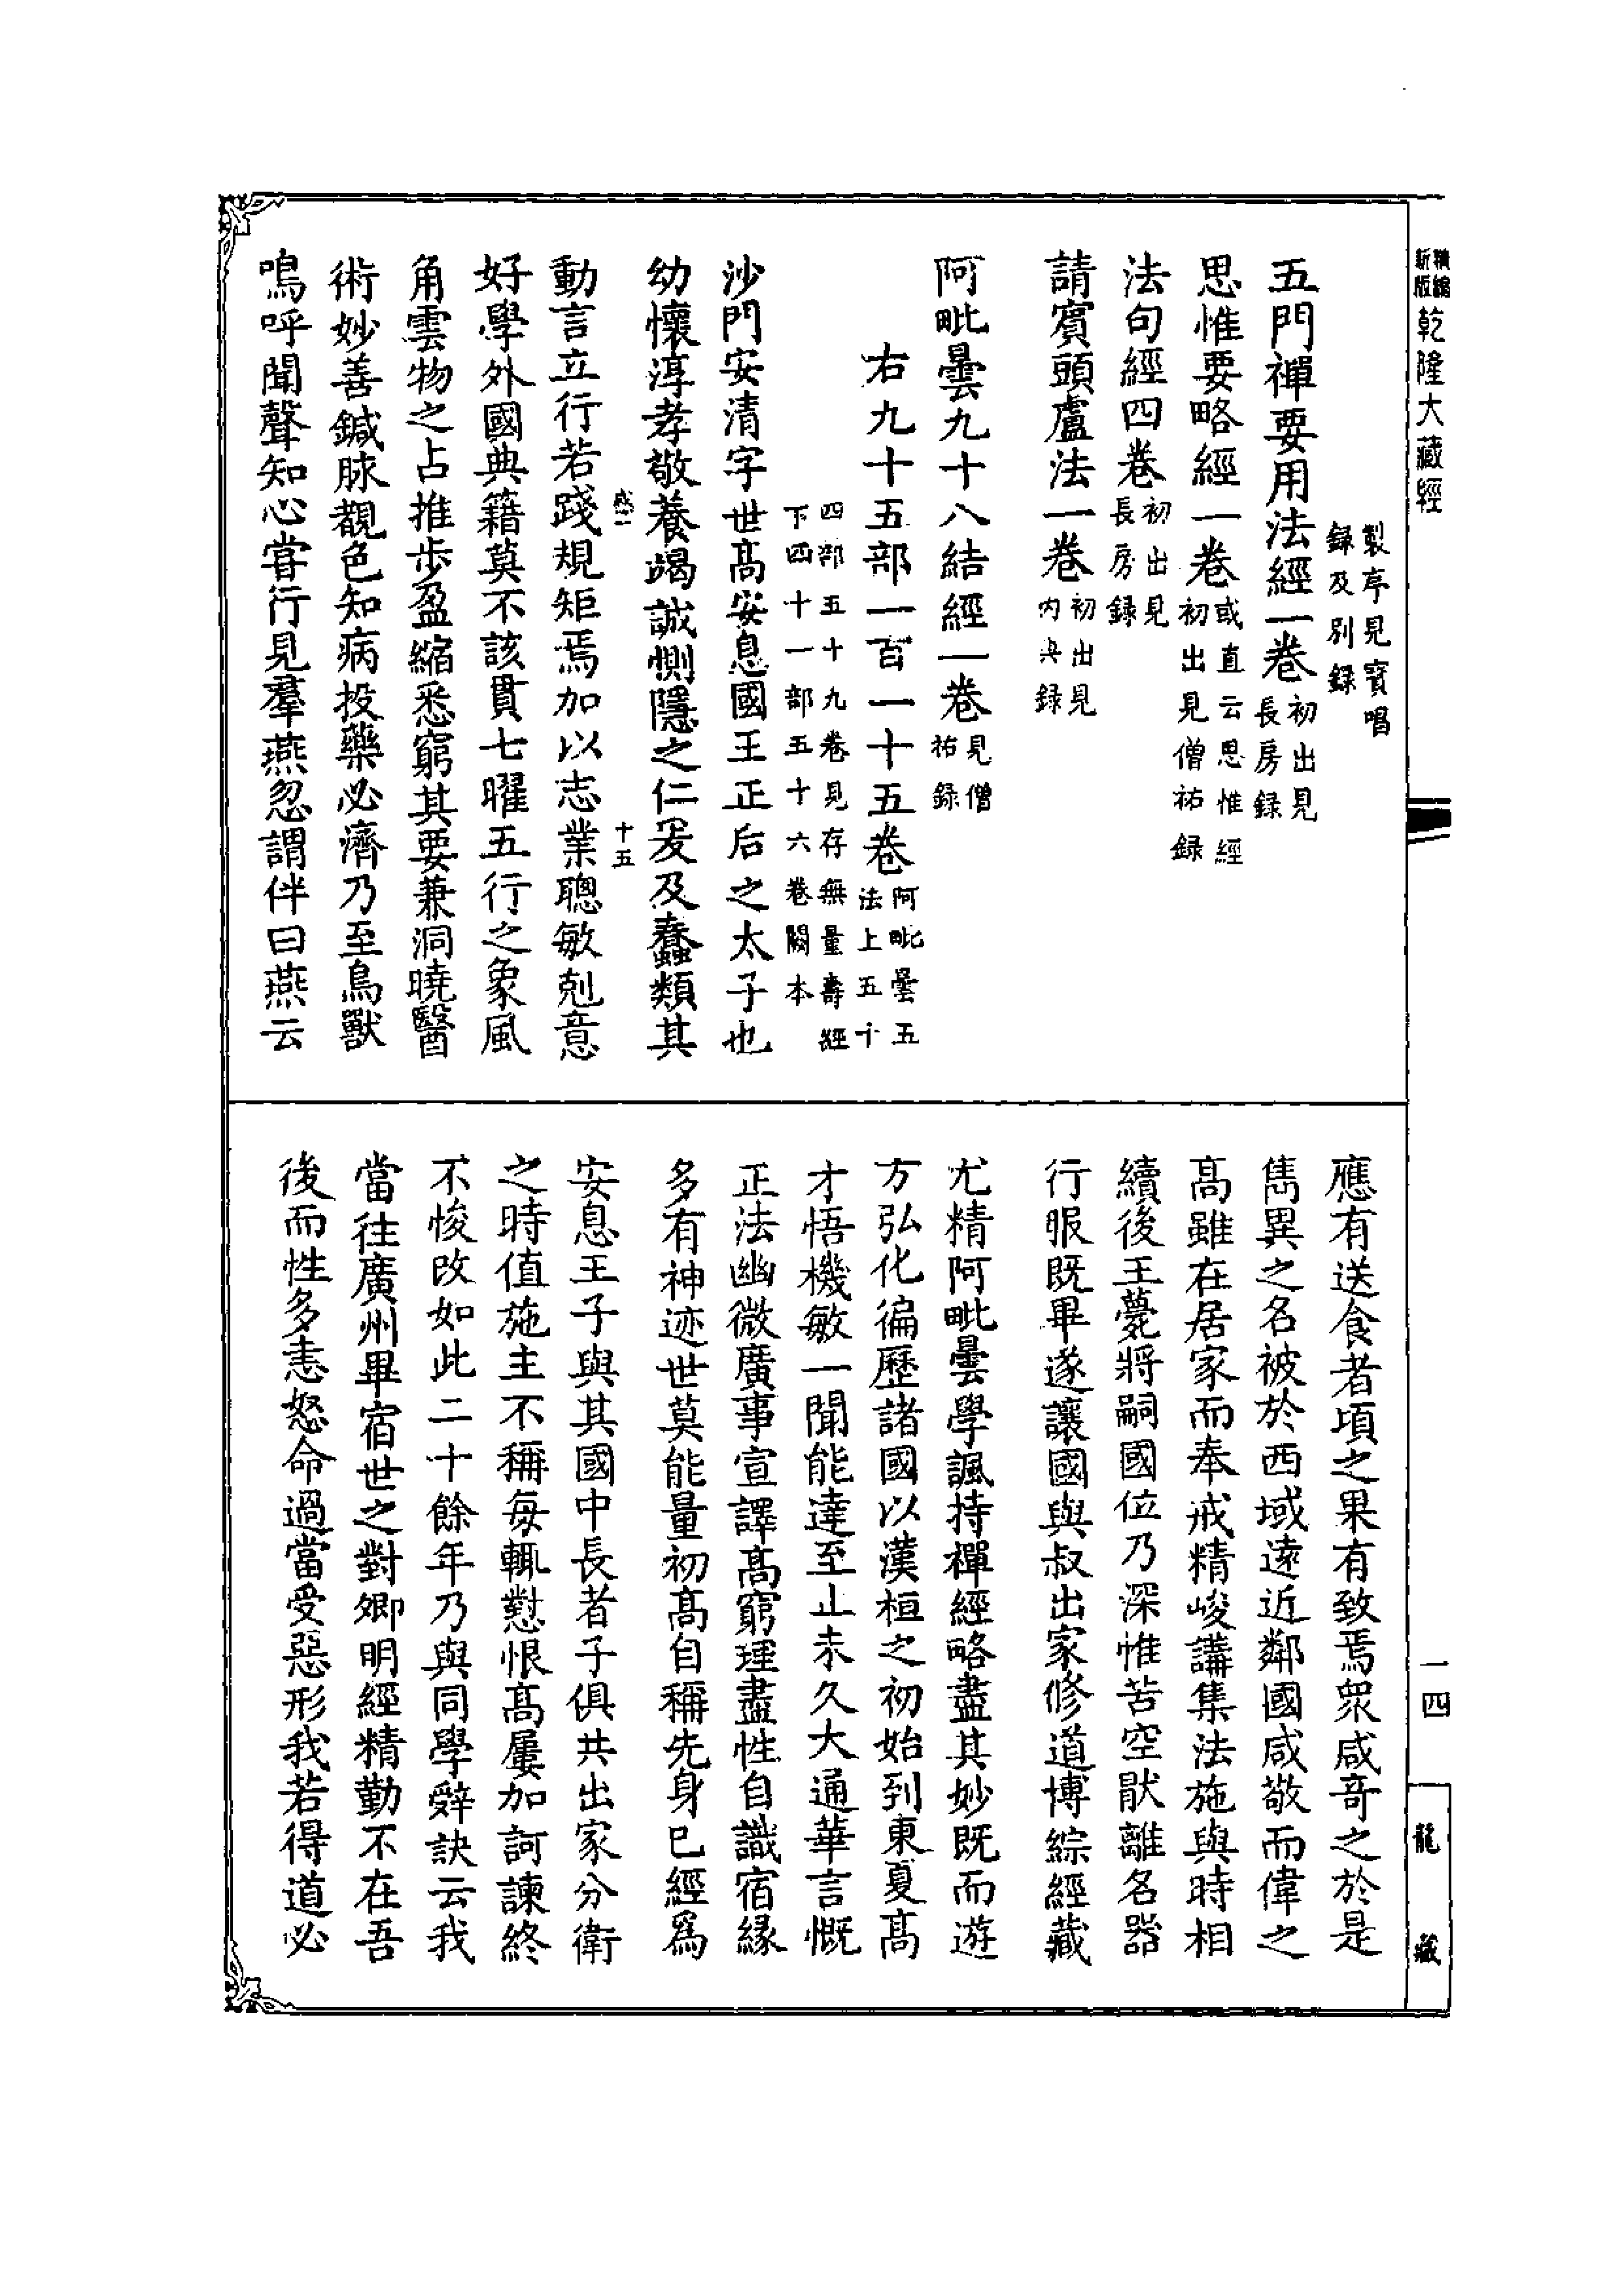 精編
新版
乾隆大藏經
製序見寶唱
録及別録
五門禪要用法經一卷初出見
長房録
思惟要略經一卷或直云思惟經
初出見僧祐録
法句經四卷初出見
長房録
請賓頭盧法一卷初出見
内典録
阿毗曇九十八結經一卷見僧
祐録
右九十五部一百一十五卷阿毗曇五
法上五十
四部五十九卷見存無量壽經
下四十一部五十六卷闕本
沙門安清字世髙安息國王正后之太子也
幼懷淳孝敬養竭誠惻隱之仁爰及蠢類其
動言立行若踐規矩焉加以志業聰敏剋意
十五
好學外國典籍莫不該貫七曜五行之象風
角雲物之占推步盈縮悉窮其要兼洞曉醫
術妙善鍼脉覩色知病投藥必濟乃至鳥獸
鳴呼聞聲知心甞行見羣燕忽謂伴曰燕云
應有送食者頃之果有致焉衆咸奇之於是
雋異之名被於西域遠近鄰國咸敬而偉之
髙雖在居家而奉戒精峻講集法施與時相
續後王薨將嗣國位乃深惟苦空猒離名器
行服既畢遂讓國與叔出家修道博綜經藏
尤精阿毗曇學諷持禪經略盡其妙既而遊
方弘化徧歷諸國以漢桓之初始到東夏髙
才悟機敏一聞能達至止未久大通華言慨
正法幽微廣事宣譯髙窮理盡性自識宿緣
多有神迹世莫能量初髙自稱先身已經爲
安息王子與其國中長者子俱共出家分衛
之時值施主不稱每輒懟恨髙屢加訶諫終
不悛改如此二十餘年乃與同學辤訣云我
當往廣州畢宿世之對卿明經精勤不在吾
後而性多恚怒命過當受惡形我若得道必
一四
龍藏